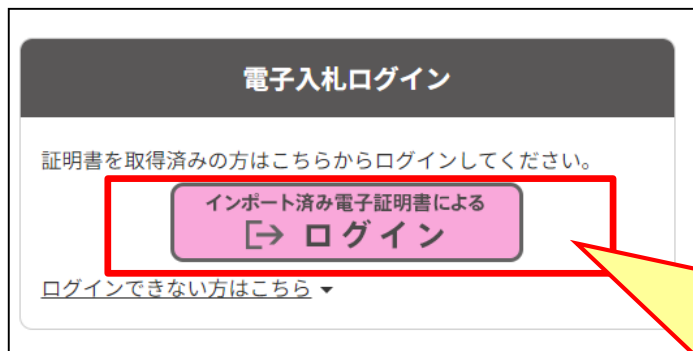 電子入札ログイン
証明書を取得済みの方はこちらからログインしてください。
インポート済み電子証明書による
ログイン
ログインできない方はこちら